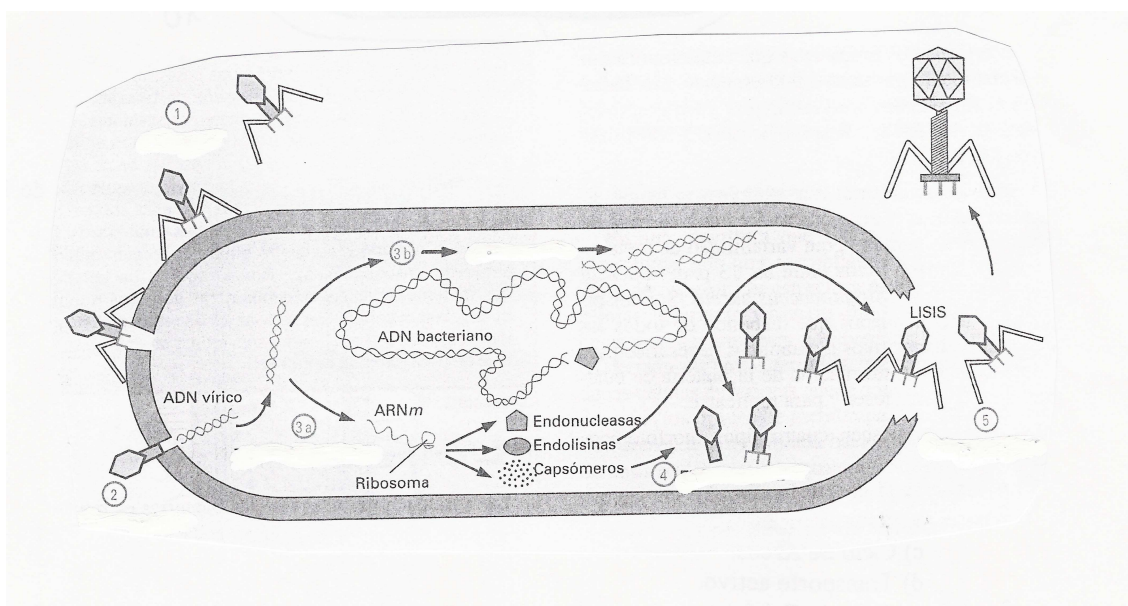 1
3b
ADN bacteriano
LISIS
ADN vírico
3a
ARNm
Endonucleasas
Endolisinas
Capsómeros
Ribosoma
4
5
2